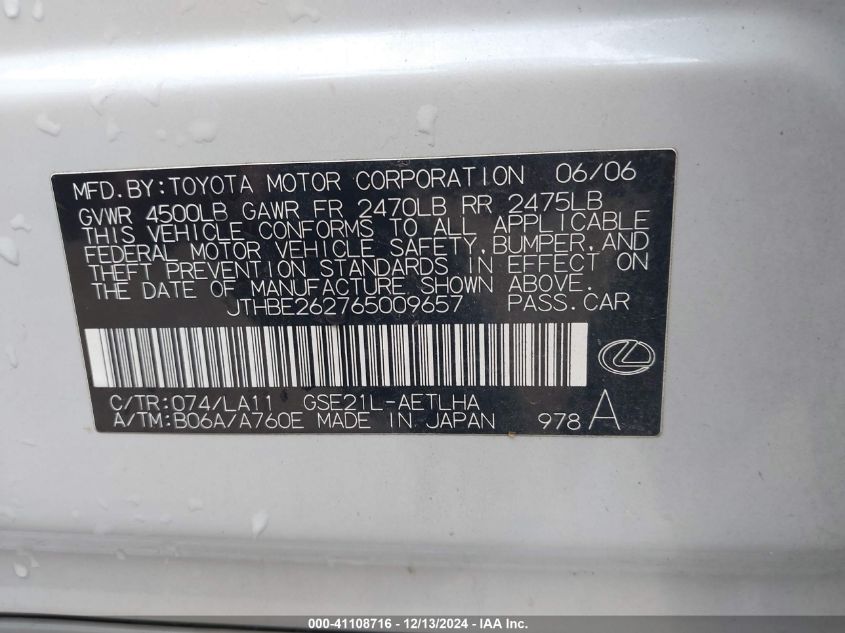 MFD.BY:TOYOTA MOTOR CORPORATION 06/06
GVWR 4500LB GAWR FR 2470LB RR 2475LB
THIS VEHICLE CONFORMS TO ALL APPLICABLE
FEDERAL MOTOR VEHICLE SAFETY, BUMPER, AND
THEFT PREVENTION STANDARDS IN EFFECT ON
THE DATE OF MANUFACTURE SHOWN ABOVE.
JTHBE262765009657 PASS.CAR
C/TR:074/LA11 GSE21L-AETLHA
A/TM:B06A/A760E MADE IN JAPAN 978 A
000-41108716 - 12/13/2024 - IAA Inc.